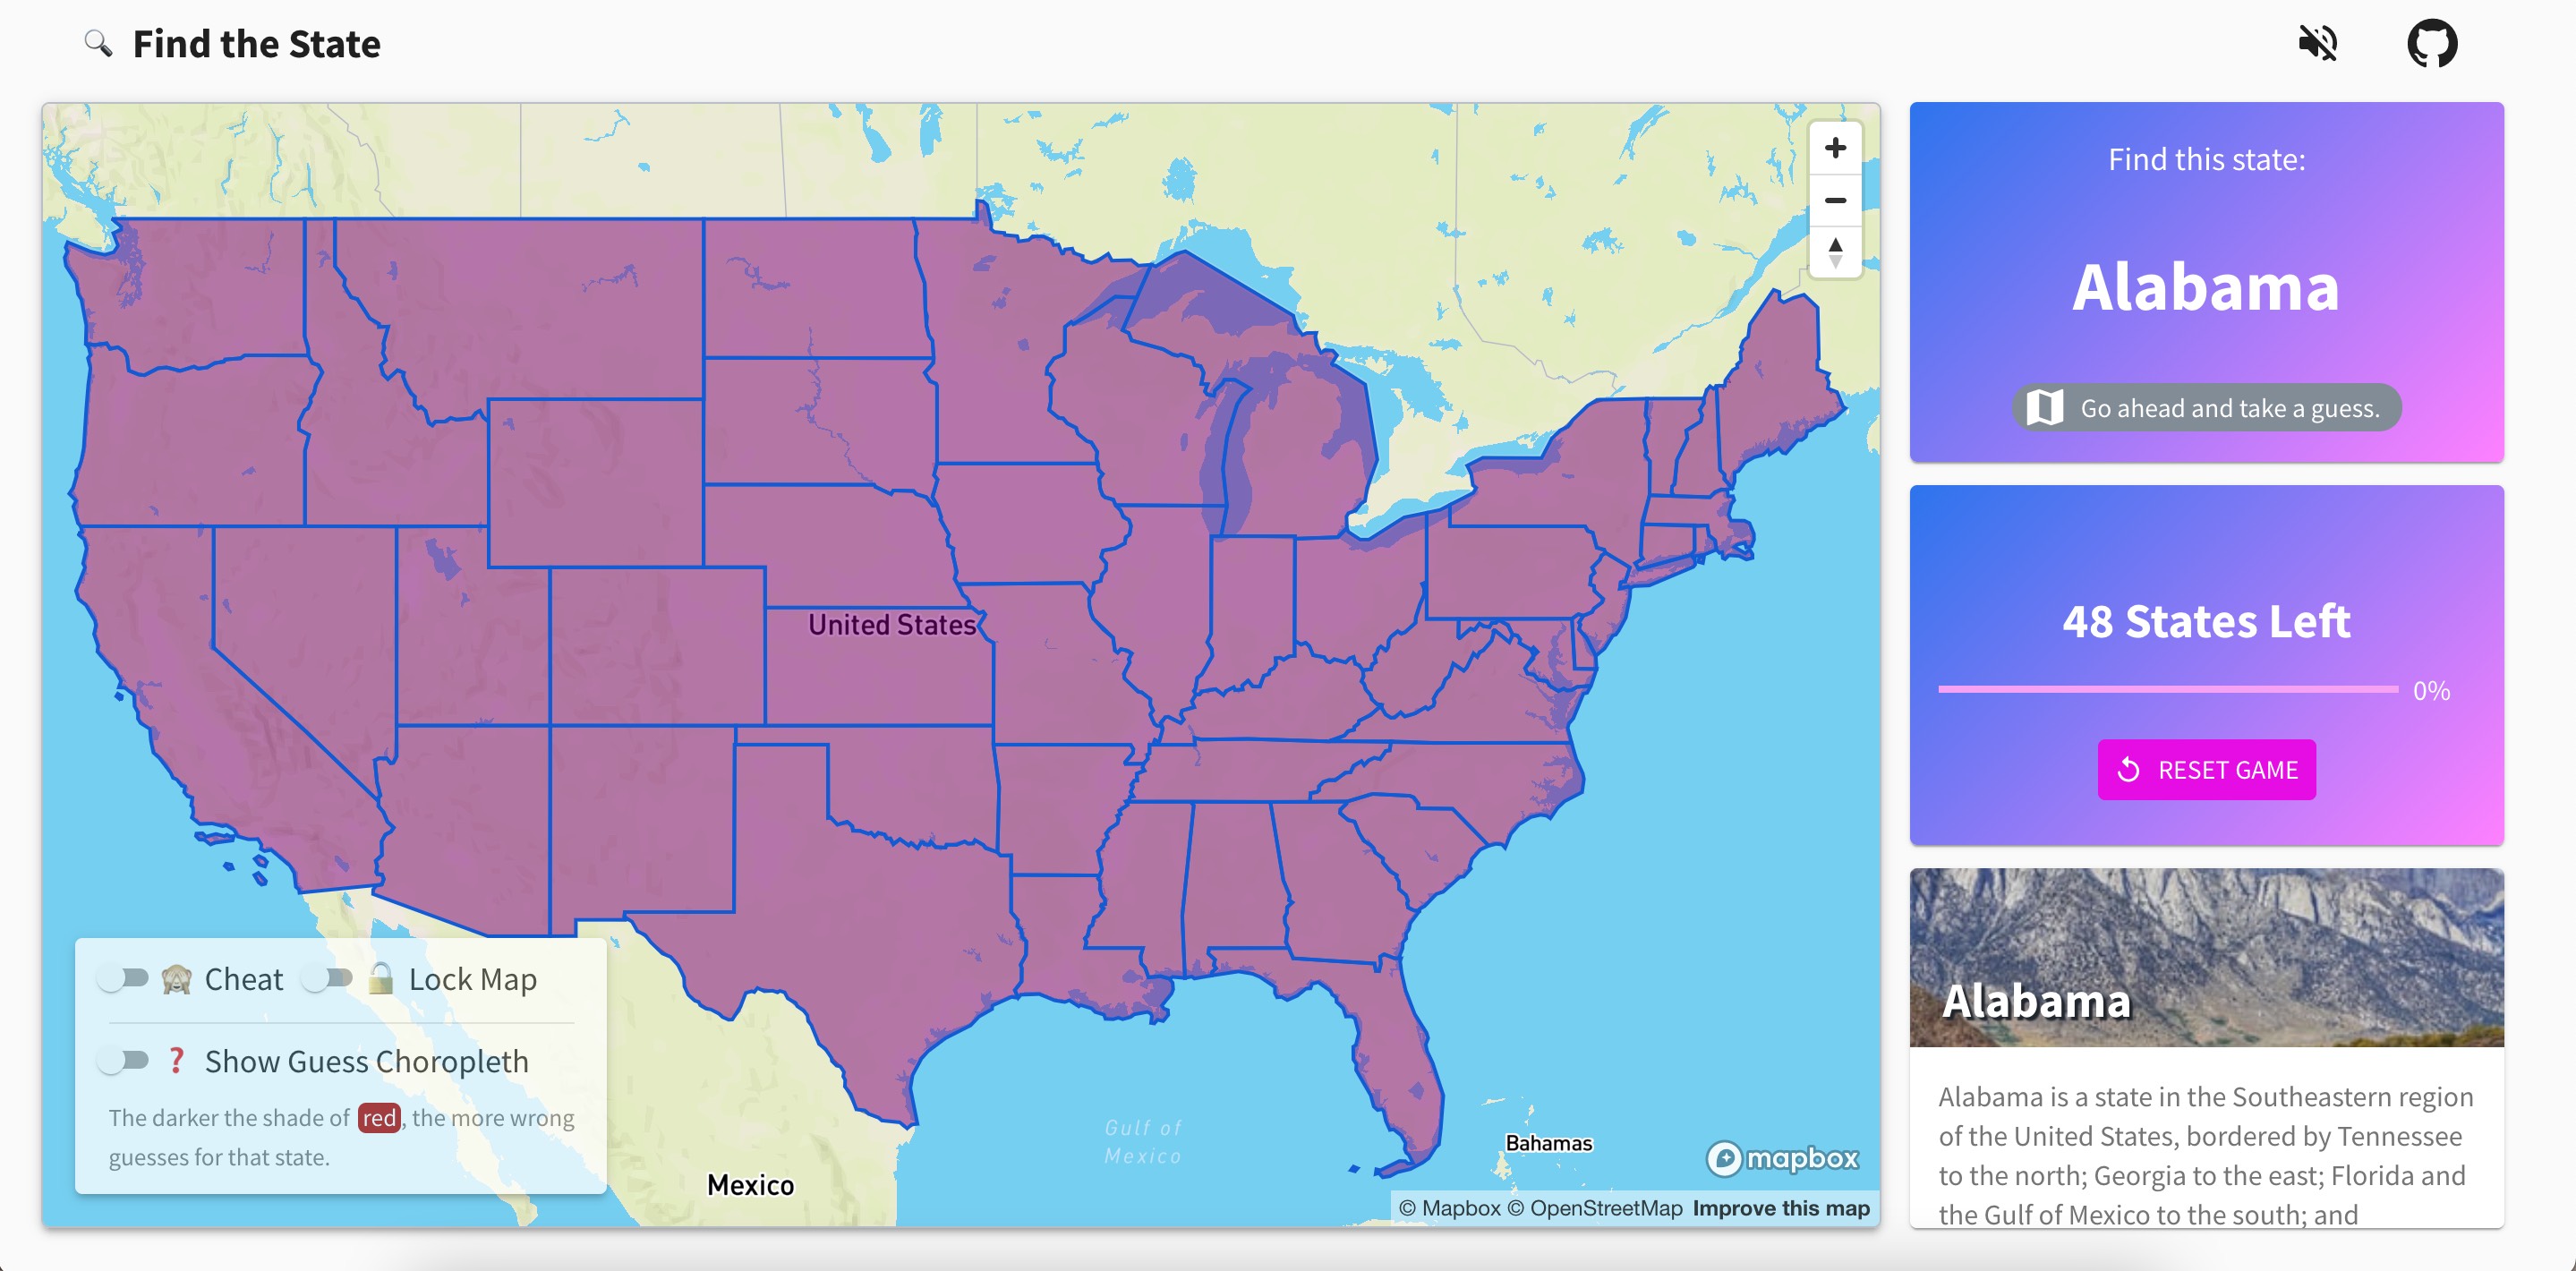 Find the State
Find this state:
Alabama
Go ahead and take a guess.
48 States Left
0%
RESET GAME
Alabama
Alabama is a state in the Southeastern region
of the United States, bordered by Tennessee
to the north; Georgia to the east; Florida and
the Gulf of Mexico to the south; and
United States
Gulf of
Mexico
Bahamas
Mexico
Cheat
Lock Map
Show Guess Choropleth
The darker the shade of red, the more wrong
guesses for that state.
mapbox
© Mapbox © OpenStreetMap Improve this map